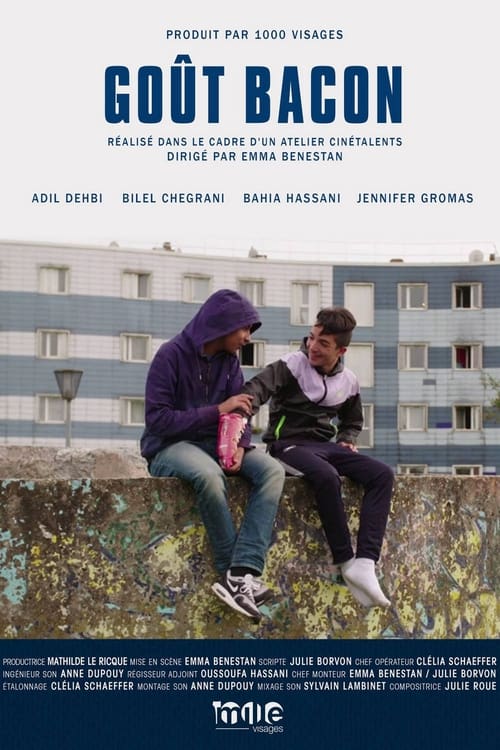 PRODUIT PAR 1000 VISAGES
GOÛT BACON
RÉALISÉ DANS LE CADRE D'UN ATELIER CINÉTALENTS
DIRIGÉ PAR EMMA BENESTAN
ADIL DEHBI BILEL CHEGRANI BAHIA HASSANI JENNIFER GROMAS
PRODUCTRICE MATHILDE LE RICQUE MISE EN SCÈNE EMMA BENESTAN SCRIPTE JULIE BORVON CHEF OPÉRATEUR CLÉLIA SCHAEFFER
INGÉNIEUR SON ANNE DUPOUY RÉGISSEUR ADJOINT OUSSOUFA HASSANI CHEF MONTEUR EMMA BENESTAN / JULIE BORVON
ÉTALONNAGE CLÉLIA SCHAEFFER MONTAGE SON ANNE DUPOUY MIXAGE SON SYLVAIN LAMBINET COMPOSITRICE JULIE ROUE
visages